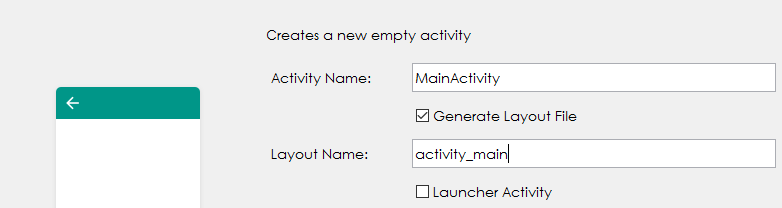 Creates a new empty activity
Activity Name: MainActivity
Generate Layout File
Layout Name: activity_main
Launcher Activity